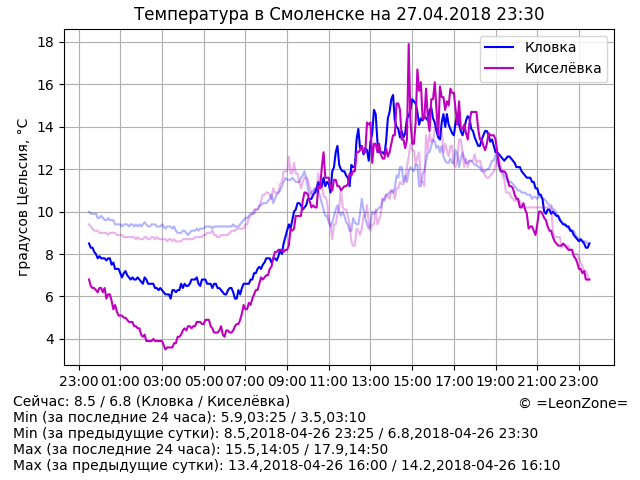 Температура в Смоленске на 27.04.2018 23:30
Кловка
Киселёвка
градусов Цельсия, °C
18
16
14
12
10
8
6
4
23:00 01:00 03:00 05:00 07:00 09:00 11:00 13:00 15:00 17:00 19:00 21:00 23:00
Сейчас: 8.5 / 6.8 (Кловка / Киселёвка)
© =LeonZone=
Min (за последние 24 часа): 5.9,03:25 / 3.5,03:10
Min (за предыдущие сутки): 8.5,2018-04-26 23:25 / 6.8,2018-04-26 23:30
Max (за последние 24 часа): 15.5,14:05 / 17.9,14:50
Max (за предыдущие сутки): 13.4,2018-04-26 16:00 / 14.2,2018-04-26 16:10